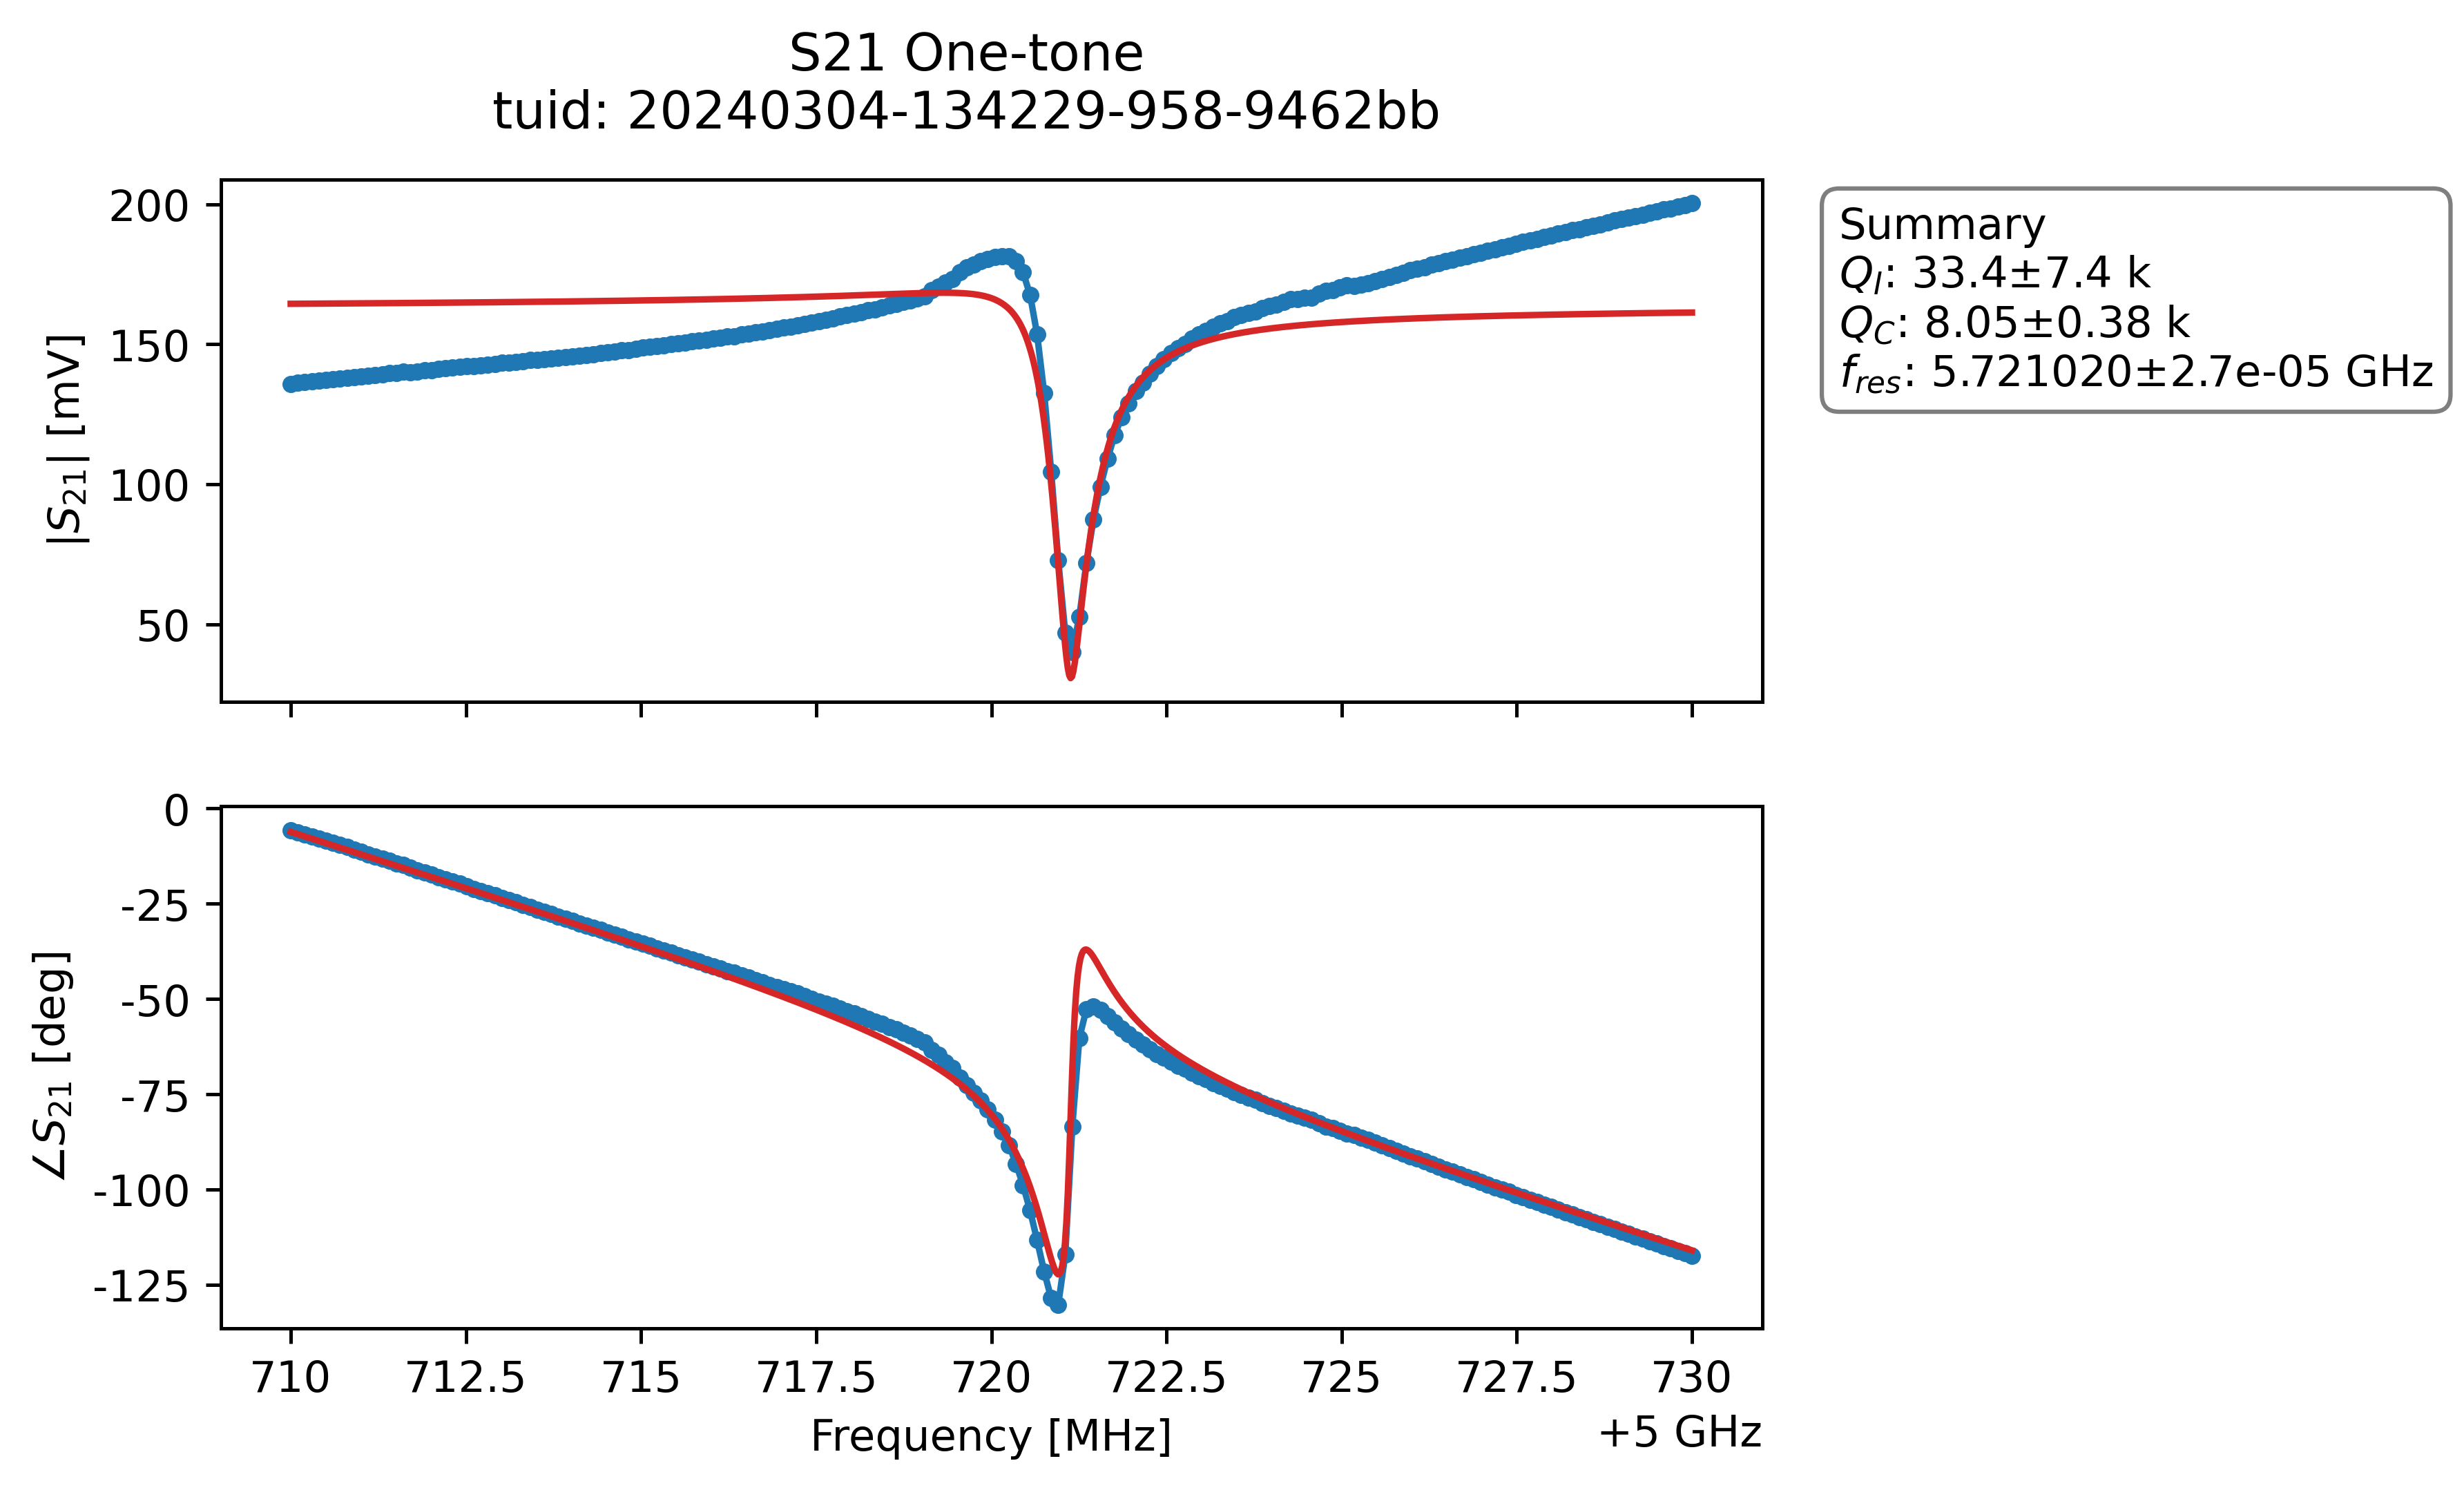 S21 One-tone
tuid: 20240304-134229-958-9462bb
200
150
100
50
|S21| [mV]
Summary
QI: 33.4±7.4 k
QC: 8.05±0.38 k
fres: 5.721020±2.7e-05 GHz
0
-25
-50
-75
-100
-125
∠S21 [deg]
710 712.5 715 717.5 720 722.5 725 727.5 730
Frequency [MHz]
+5 GHz